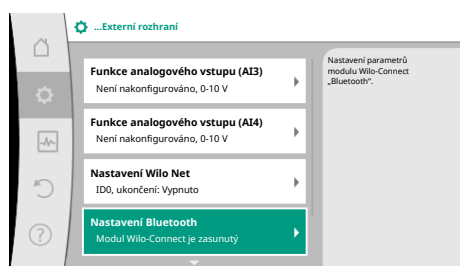 ...Externí rozhraní
Funkce analogového vstupu (AI3)
Není nakonfigurováno, 0-10 V
Funkce analogového vstupu (AI4)
Není nakonfigurováno, 0-10 V
Nastavení Wilo Net
ID0, ukončení: Vypnuto
Nastavení Bluetooth
Modul Wilo-Connect je zasunutý
Nastavení parametrů
modulu Wilo-Connect
„Bluetooth“.